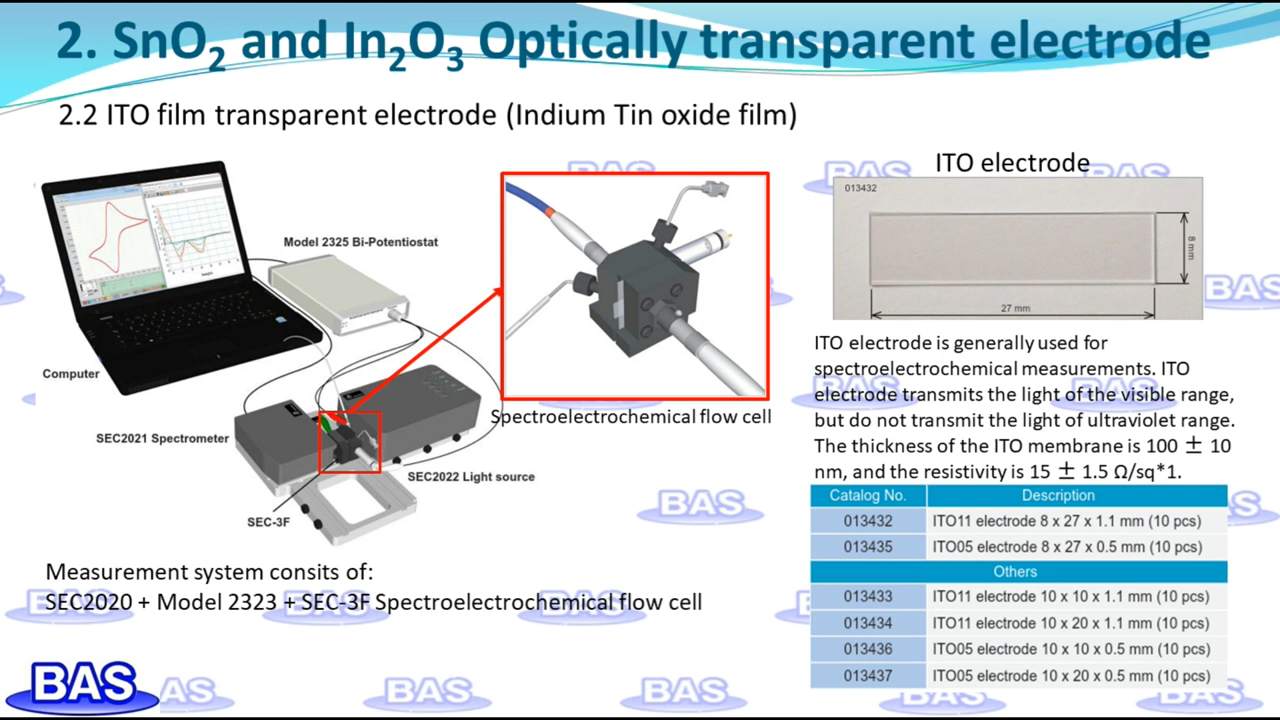 2. SnO2 and In2O3 Optically transparent electrode
2.2 ITO film transparent electrode (Indium Tin oxide film)
Model 2325 Bi-Potentiostat
Computer
SEC2021 Spectrometer
SEC2022 Light source
SEC-3F
Spectroelectrochemical flow cell
Measurement system consits of:
SEC2020 + Model 2323 + SEC-3F Spectroelectrochemical flow cell
ITO electrode
013432
8 mm
27 mm
ITO electrode is generally used for
spectroelectrochemical measurements. ITO
electrode transmits the light of the visible range,
but do not transmit the light of ultraviolet range.
The thickness of the ITO membrane is 100 ± 10
nm, and the resistivity is 15 ± 1.5 Ω/sq*1.
Catalog No. Description
013432 ITO11 electrode 8 x 27 x 1.1 mm (10 pcs)
013435 ITO05 electrode 8 x 27 x 0.5 mm (10 pcs)
Others
013433 ITO11 electrode 10 x 10 x 1.1 mm (10 pcs)
013434 ITO11 electrode 10 x 20 x 1.1 mm (10 pcs)
013436 ITO05 electrode 10 x 10 x 0.5 mm (10 pcs)
013437 ITO05 electrode 10 x 20 x 0.5 mm (10 pcs)
BAS